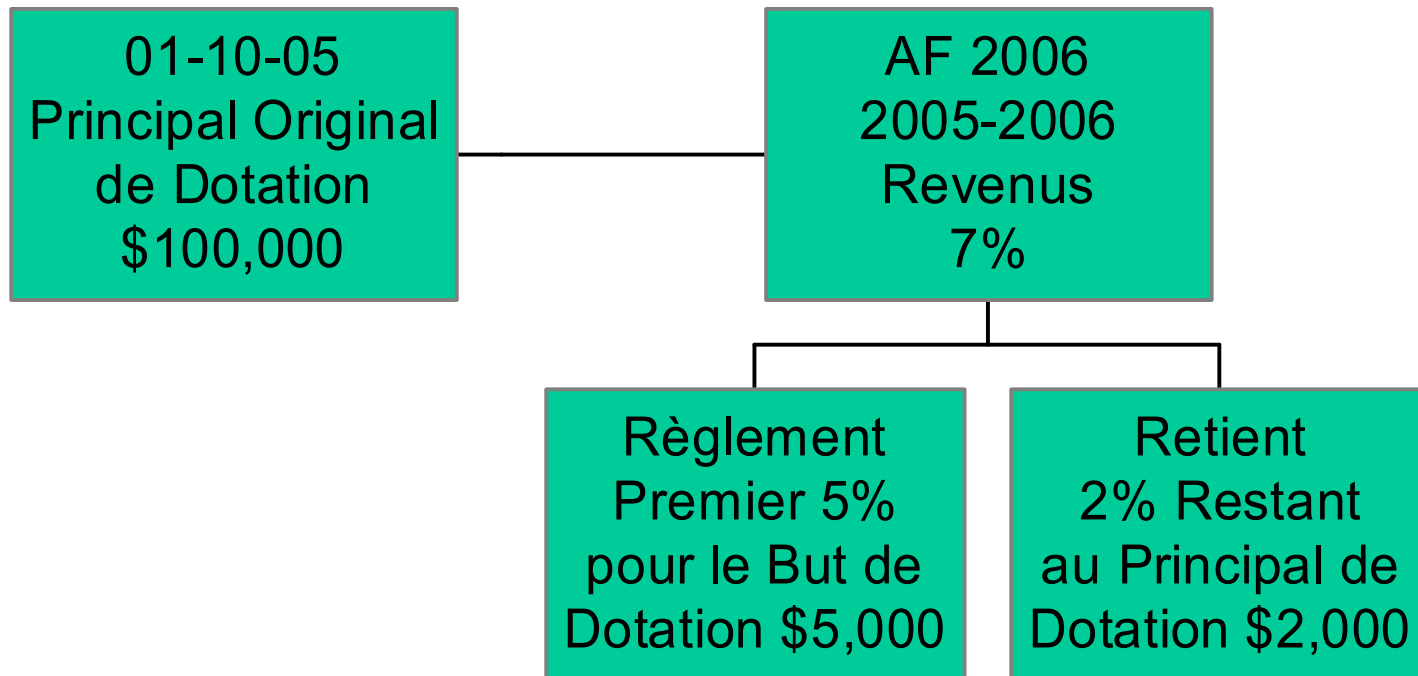 01-10-05
Principal Original
de Dotation
$100,000
AF 2006
2005-2006
Revenus
7%
Règlement
Premier 5%
pour le But de
Dotation $5,000
Retient
2% Restant
au Principal de
Dotation $2,000